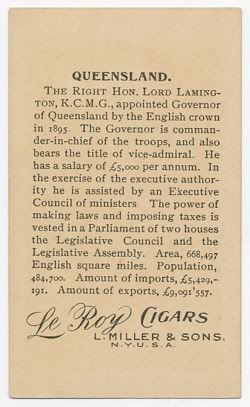 QUEENSLAND.
THE RIGHT HON. LORD LAMING-
TON, K.C.M.G., appointed Governor
of Queensland by the English crown
in 1895. The Governor is comman-
der-in-chief of the troops, and also
bears the title of vice-admiral. He
has a salary of £5,000 per annum. In
the exercise of the executive author-
ity he is assisted by an Executive
Council of ministers The power of
making laws and imposing taxes is
vested in a Parliament of two houses
the Legislative Council and the
Legislative Assembly. Area, 668,497
English square miles. Population,
484,700. Amount of imports, £5,429,-
191. Amount of exports, £9,091'557.
Le Roy CIGARS
L. MILLER & SONS.
N.Y. U.S.A.